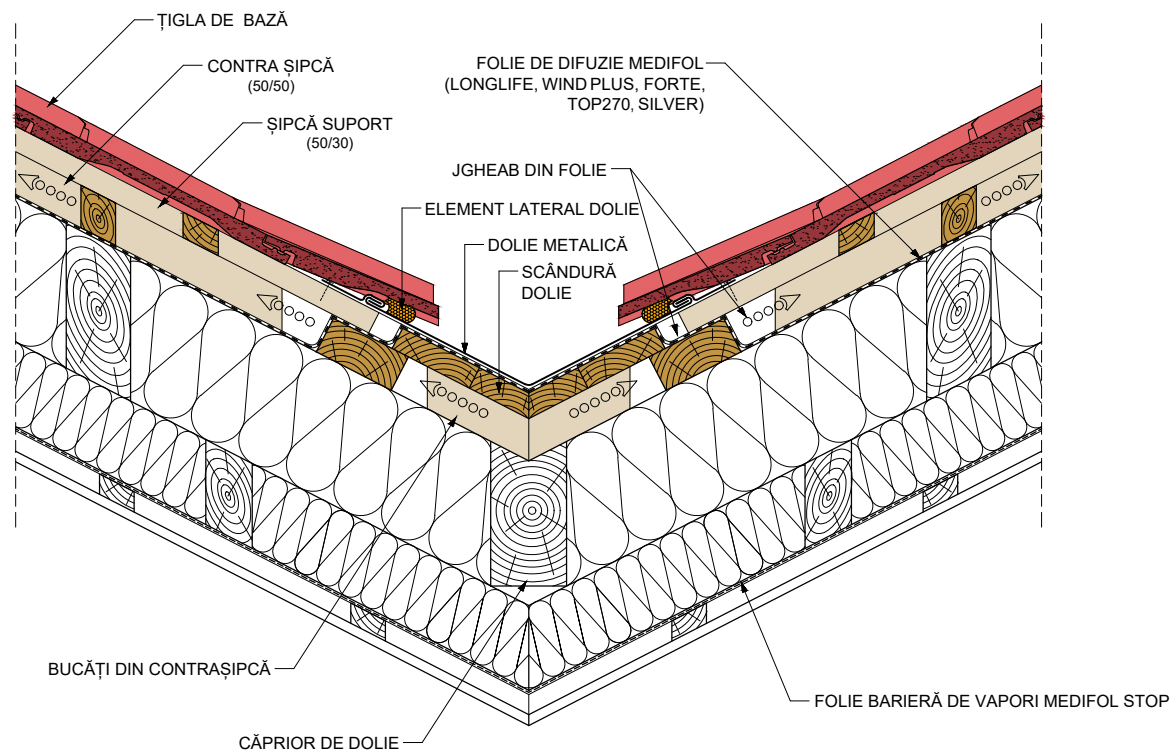 ȚIGLA DE BAZĂ
CONTRA ȘIPCĂ
(50/50)
ȘIPCĂ SUPORT
(50/30)
FOLIE DE DIFUZIE MEDIFOL
(LONGLIFE, WIND PLUS, FORTE,
TOP270, SILVER)
JGHEAB DIN FOLIE
ELEMENT LATERAL DOLIE
DOLIE METALICĂ
SCÂNDURĂ
DOLIE
BUCĂȚI DIN CONTRAȘIPCĂ
FOLIE BARIERĂ DE VAPORI MEDIFOL STOP
CĂPRIOR DE DOLIE